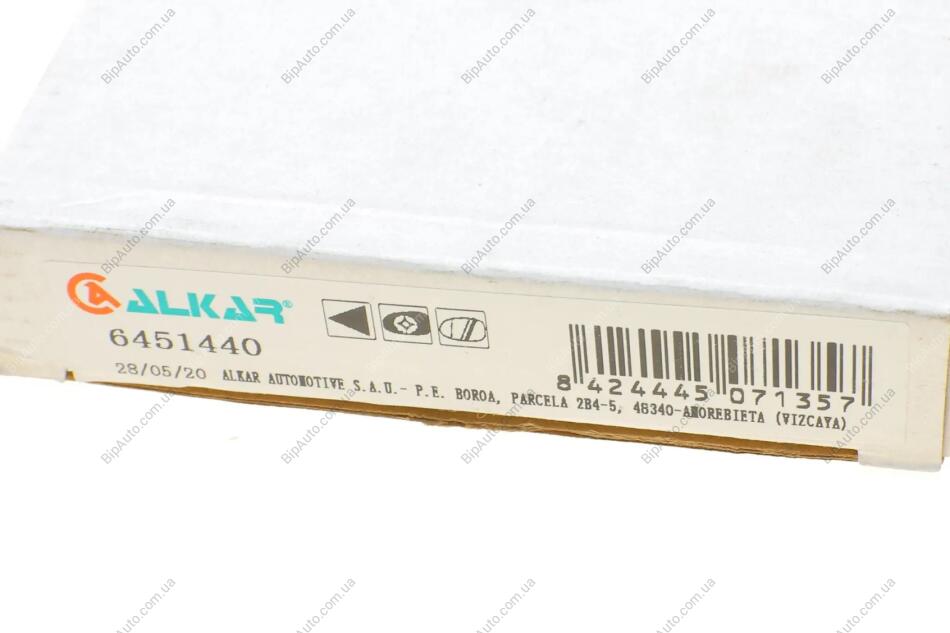 ALKAR®
6451440
28/05/20 ALKAR AUTOMOTIVE S.A.U.- P.E. BOROA, PARCELA 2B4-5, 48340-AMOREBIETA (VIZCAYA)
8 424445 071357
BipAuto.com.ua